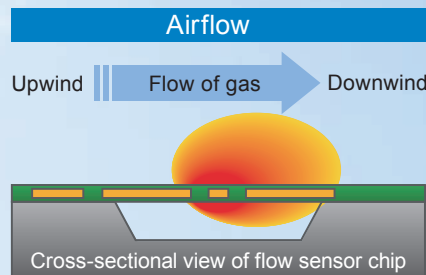 Airflow
Upwind Flow of gas Downwind
Cross-sectional view of flow sensor chip